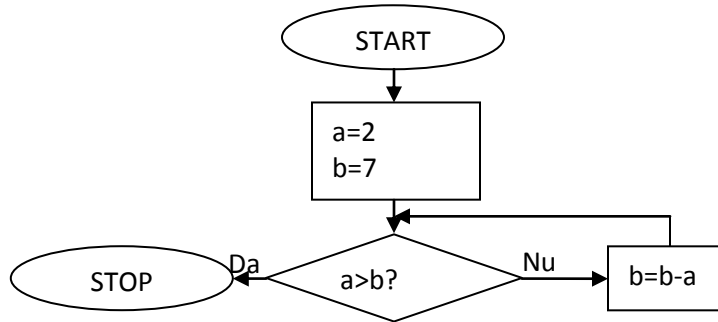 START
a=2
b=7
Da
Nu
STOP
a>b?
b=b-a